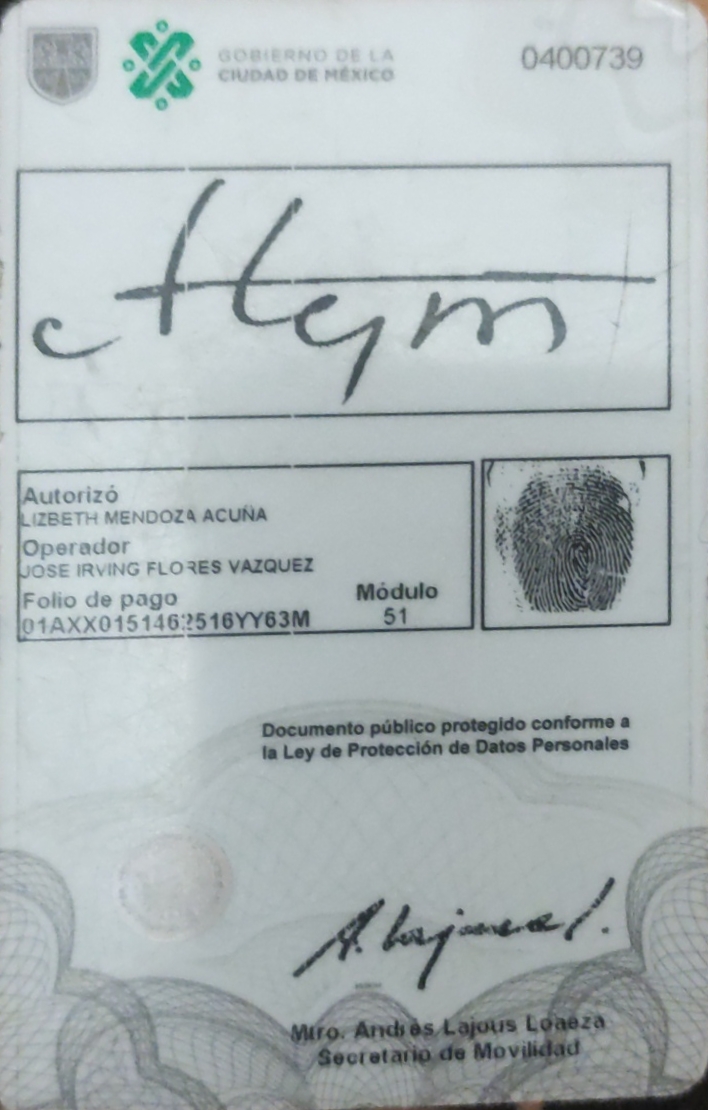 GOBIERNO DE LA
CIUDAD DE MÉXICO
0400739
Autorizó
LIZBETH MENDOZA ACUÑA
Operador
JOSE IRVING FLORES VAZQUEZ
Folio de pago
01AXX0151462516YY63M
Módulo
51
Documento público protegido conforme a
la Ley de Protección de Datos Personales
Mtro. Andrés Lajous Loaeza
Secretario de Movilidad